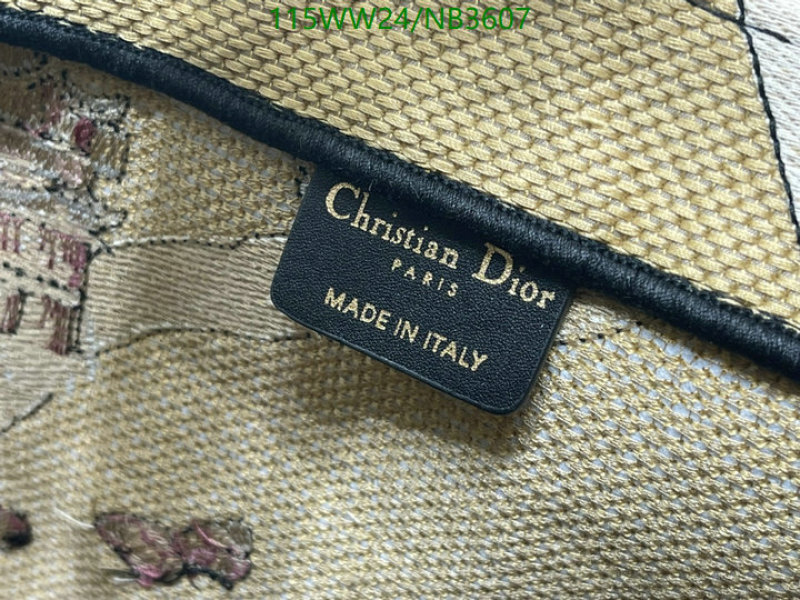 115WW24/NB3607
Christian Dior
PARIS
MADE IN ITALY